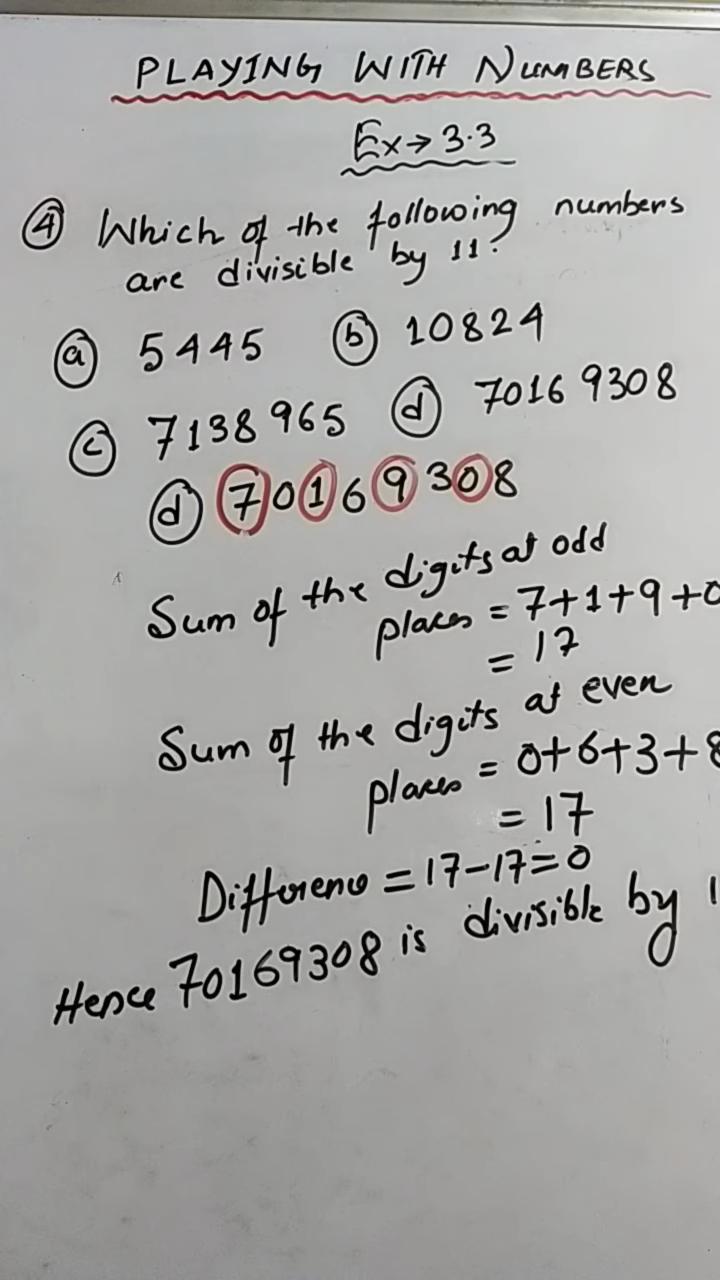 PLAYING WITH NUMBERS
Ex → 3.3
④ Which of the following numbers
are divisible by 11?
ⓐ 5445 ⓑ 10824
ⓒ 7138965 ⓓ 70169308
ⓓ 70169308
Sum of the digits at odd
places = 7+1+9+0
= 17
Sum of the digits at even
places = 0+6+3+8
= 17
Difference = 17-17=0
Hence 70169308 is divisible by 1